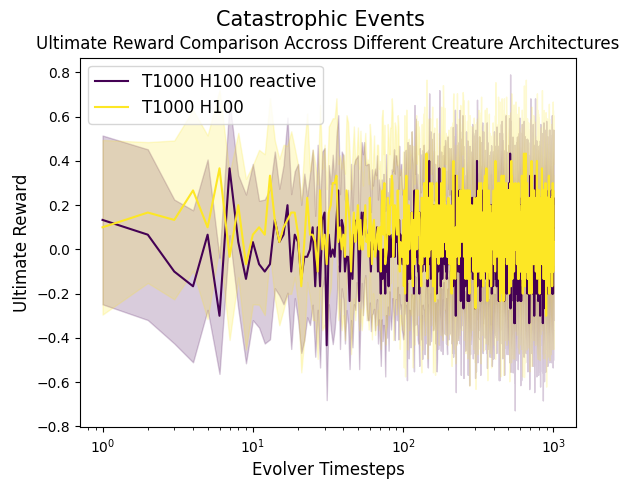 Catastrophic Events
Ultimate Reward Comparison Accross Different Creature Architectures
T1000 H100 reactive
T1000 H100
Ultimate Reward
0.8
0.6
0.4
0.2
0.0
−0.2
−0.4
−0.6
−0.8
10⁰
10¹
10²
10³
Evolver Timesteps